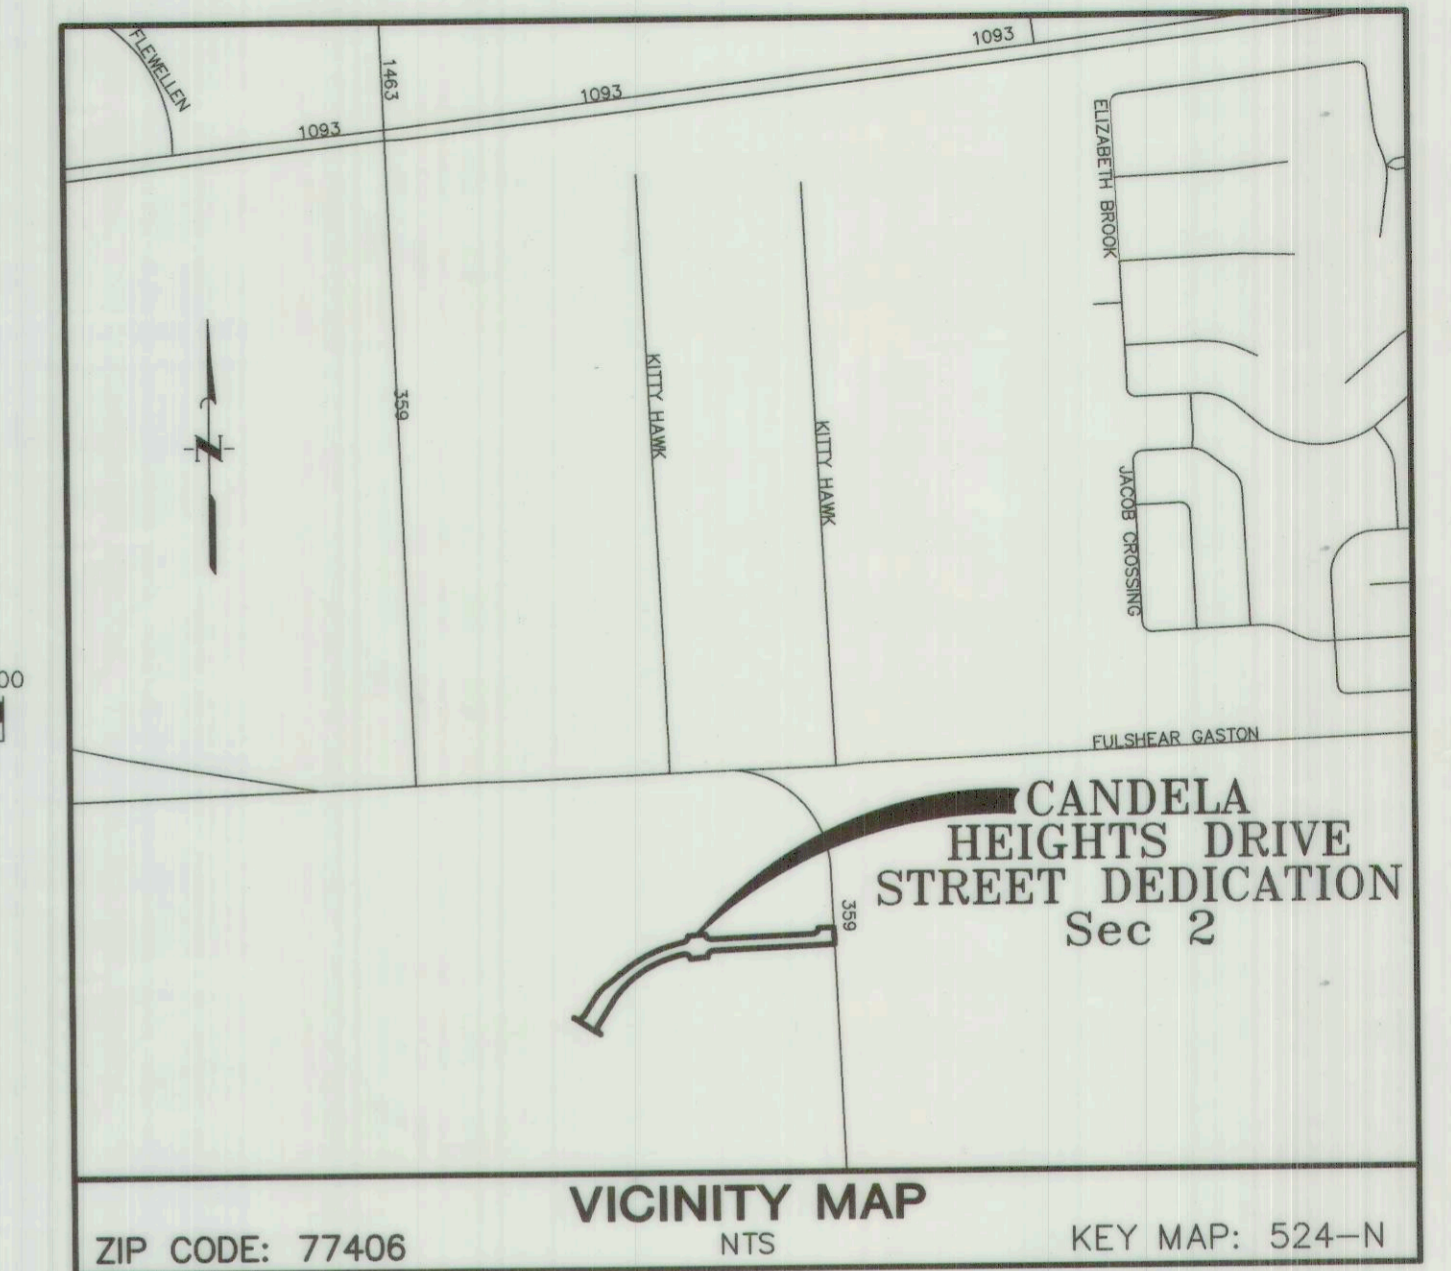 FLEWELLEN
1463
1093
1093
1093
ELIZABETH BROOK
359
KITTY HAWK
KITTY HAWK
N
JACOB CROSSING
00
FULSHEAR GASTON
CANDELA
HEIGHTS DRIVE
STREET DEDICATION
Sec 2
359
VICINITY MAP
ZIP CODE: 77406
NTS
KEY MAP: 524-N